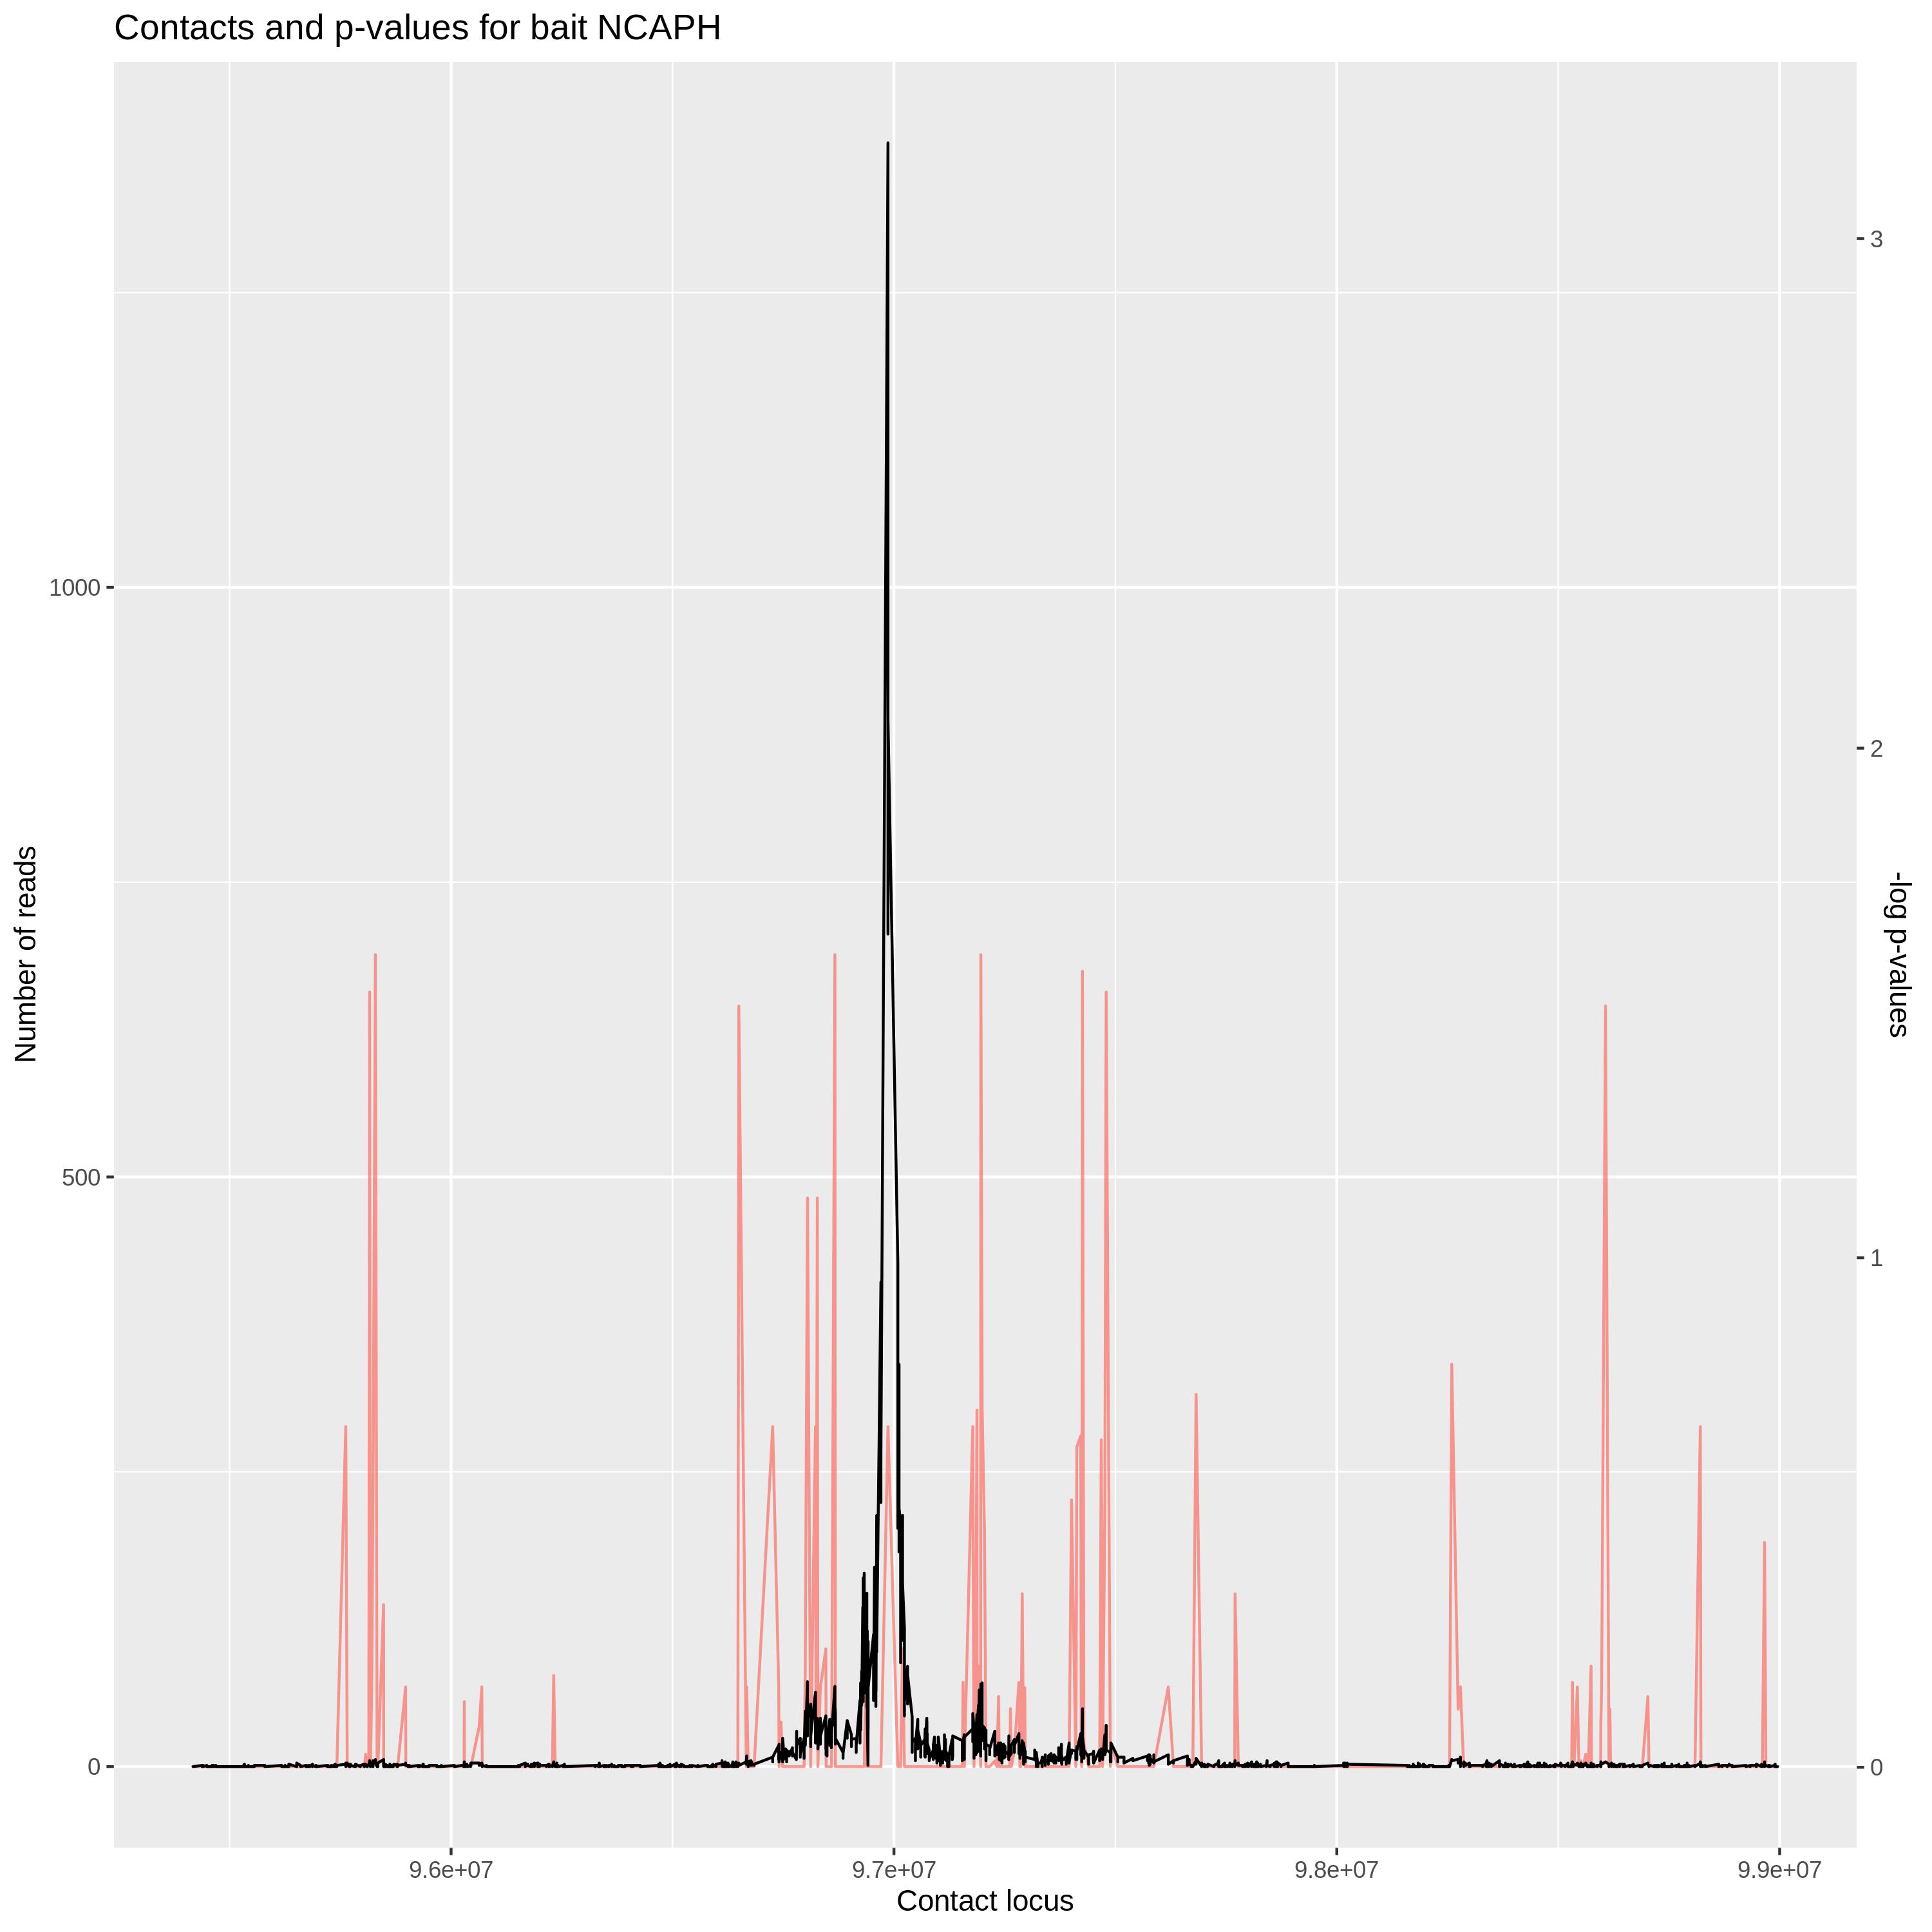 Contacts and p-values for bait NCAPH
Number of reads
1000
500
0
3
2
1
0
-log p-values
9.6e+07
9.7e+07
9.8e+07
9.9e+07
Contact locus